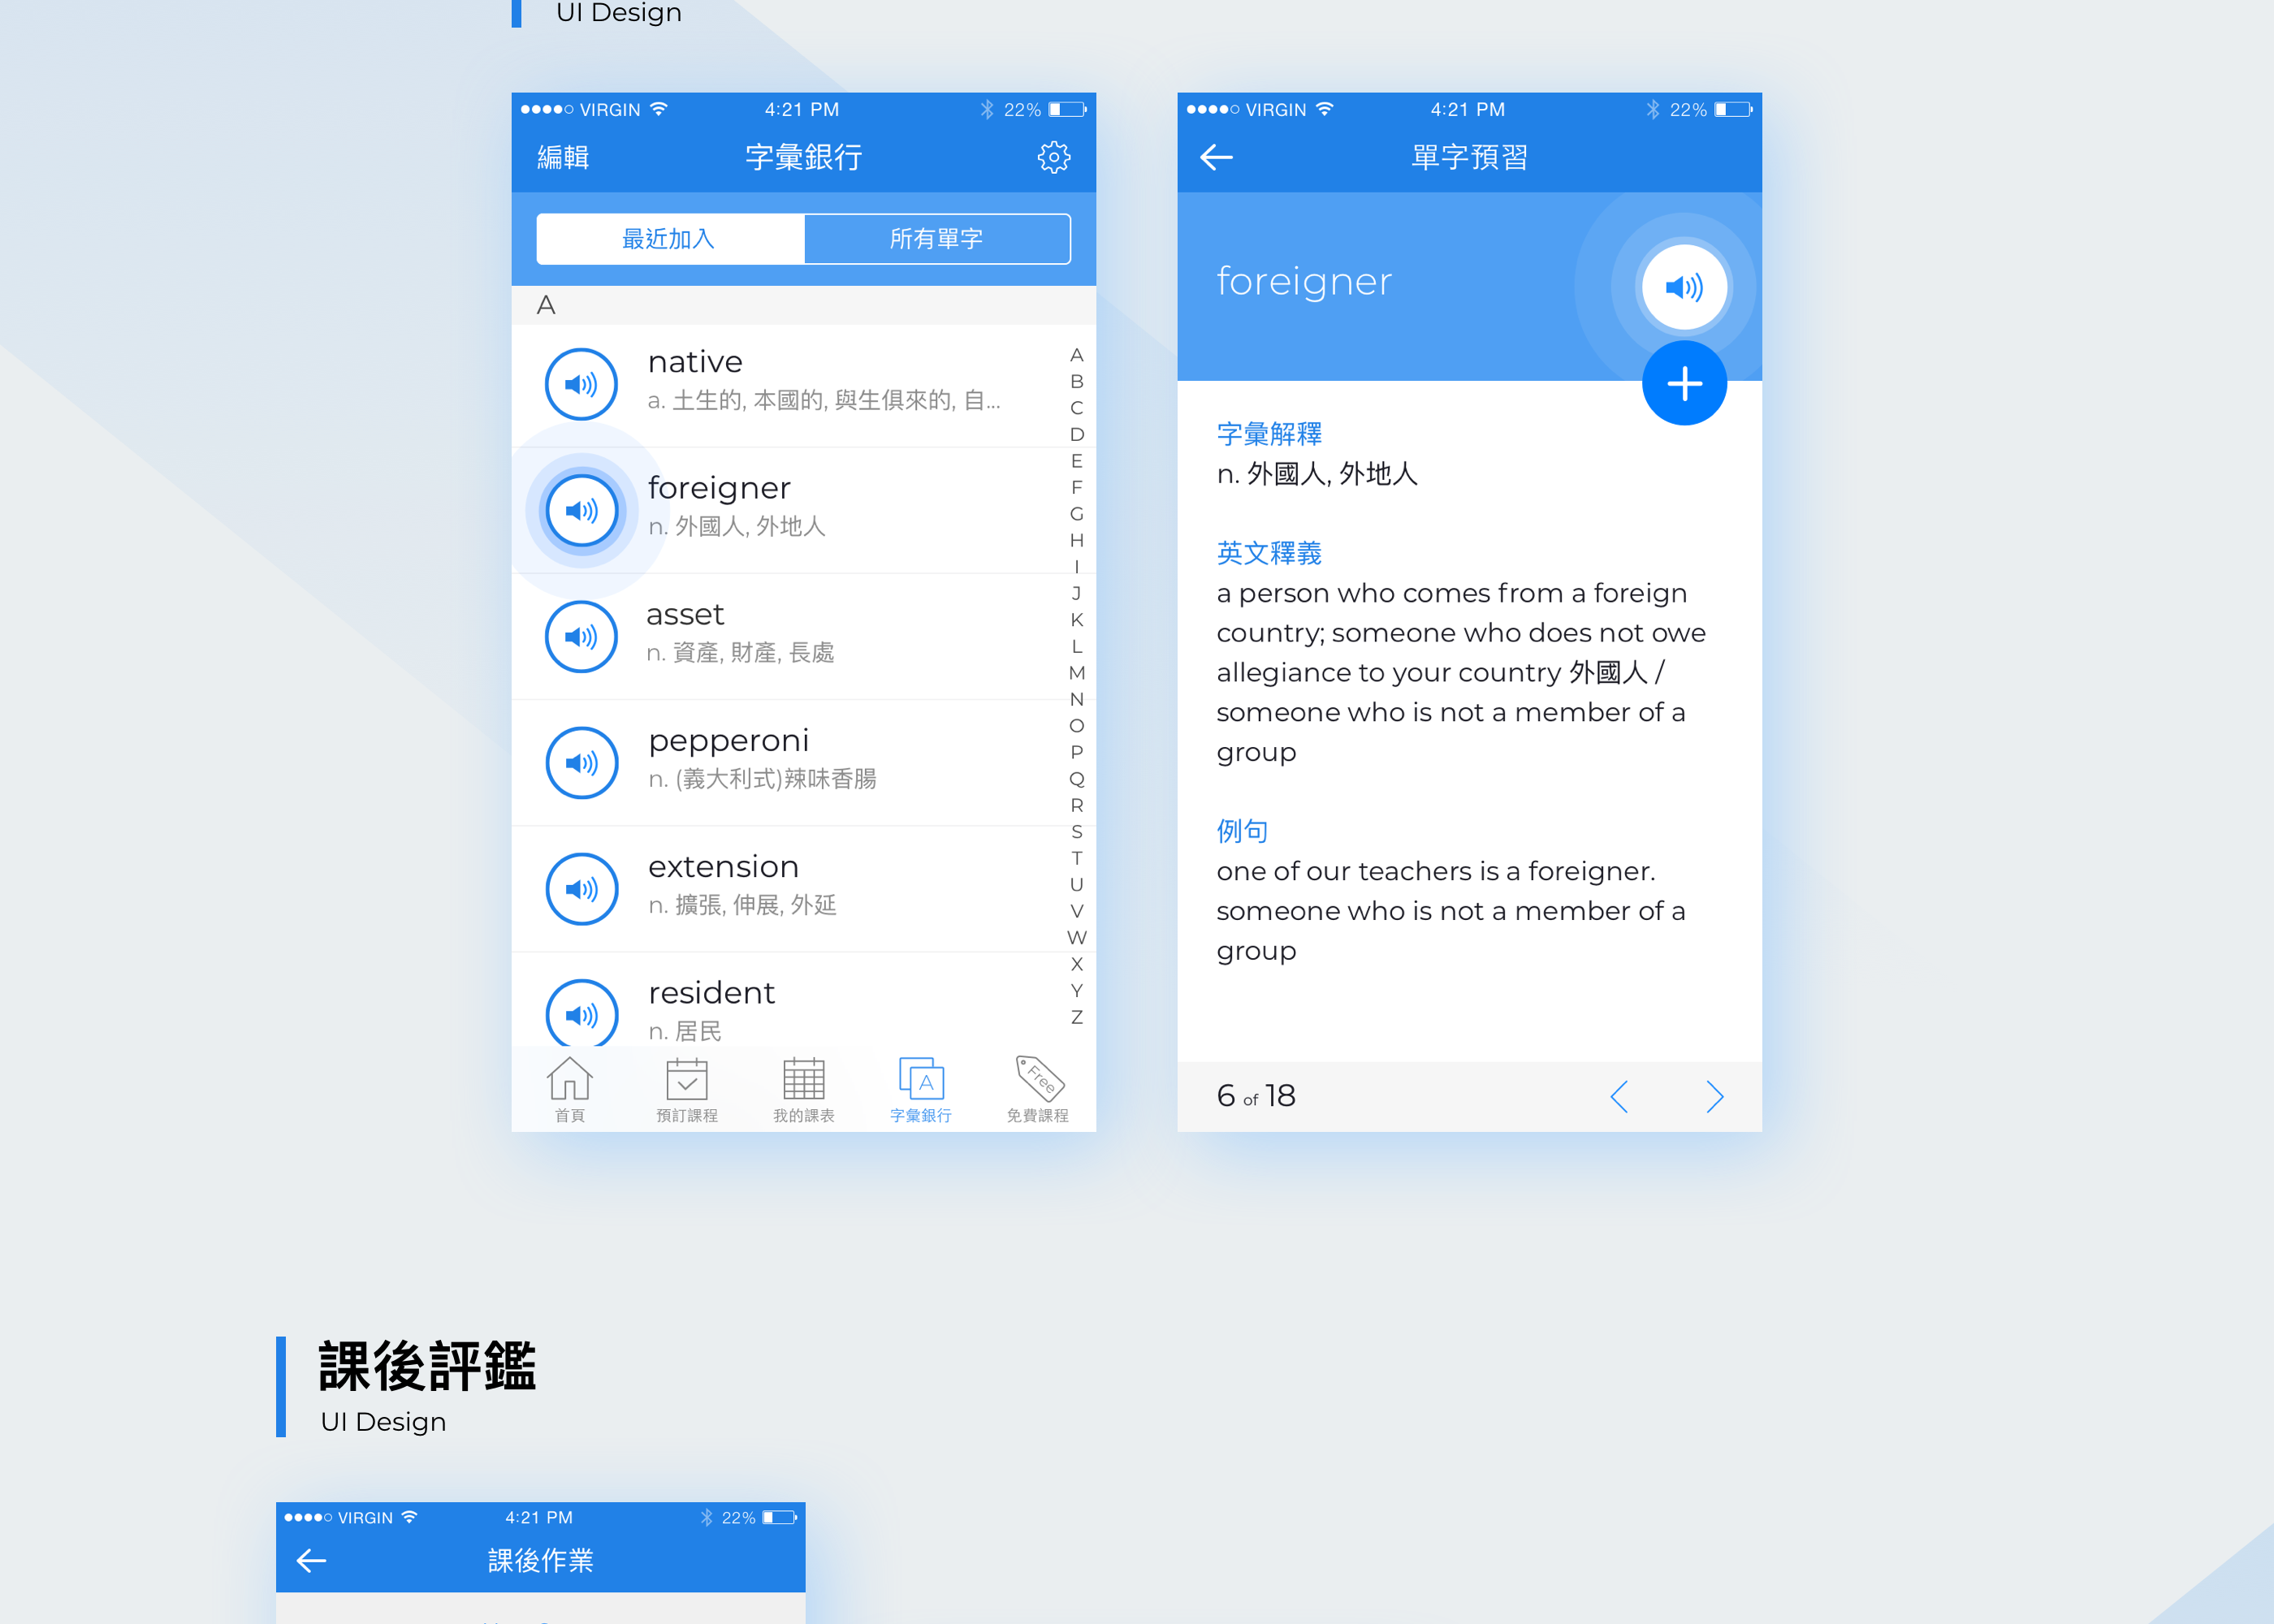 UI Design
VIRGIN 4:21 PM 22%
編輯 字彙銀行
最近加入 所有單字
A
native
a. 土生的, 本國的, 與生俱來的, 自...
foreigner
n. 外國人, 外地人
asset
n. 資產, 財產, 長處
pepperoni
n. (義大利式)辣味香腸
extension
n. 擴張, 伸展, 外延
resident
n. 居民
A
B
C
D
E
F
G
H
I
J
K
L
M
N
O
P
Q
R
S
T
U
V
W
X
Y
Z
A Free
首頁 預訂課程 我的課表 字彙銀行 免費課程
VIRGIN 4:21 PM 22%
單字預習
foreigner
字彙解釋
n. 外國人, 外地人
英文釋義
a person who comes from a foreign
country; someone who does not owe
allegiance to your country 外國人 /
someone who is not a member of a
group
例句
one of our teachers is a foreigner.
someone who is not a member of a
group
6 of 18
課後評鑑
UI Design
VIRGIN 4:21 PM 22%
課後作業